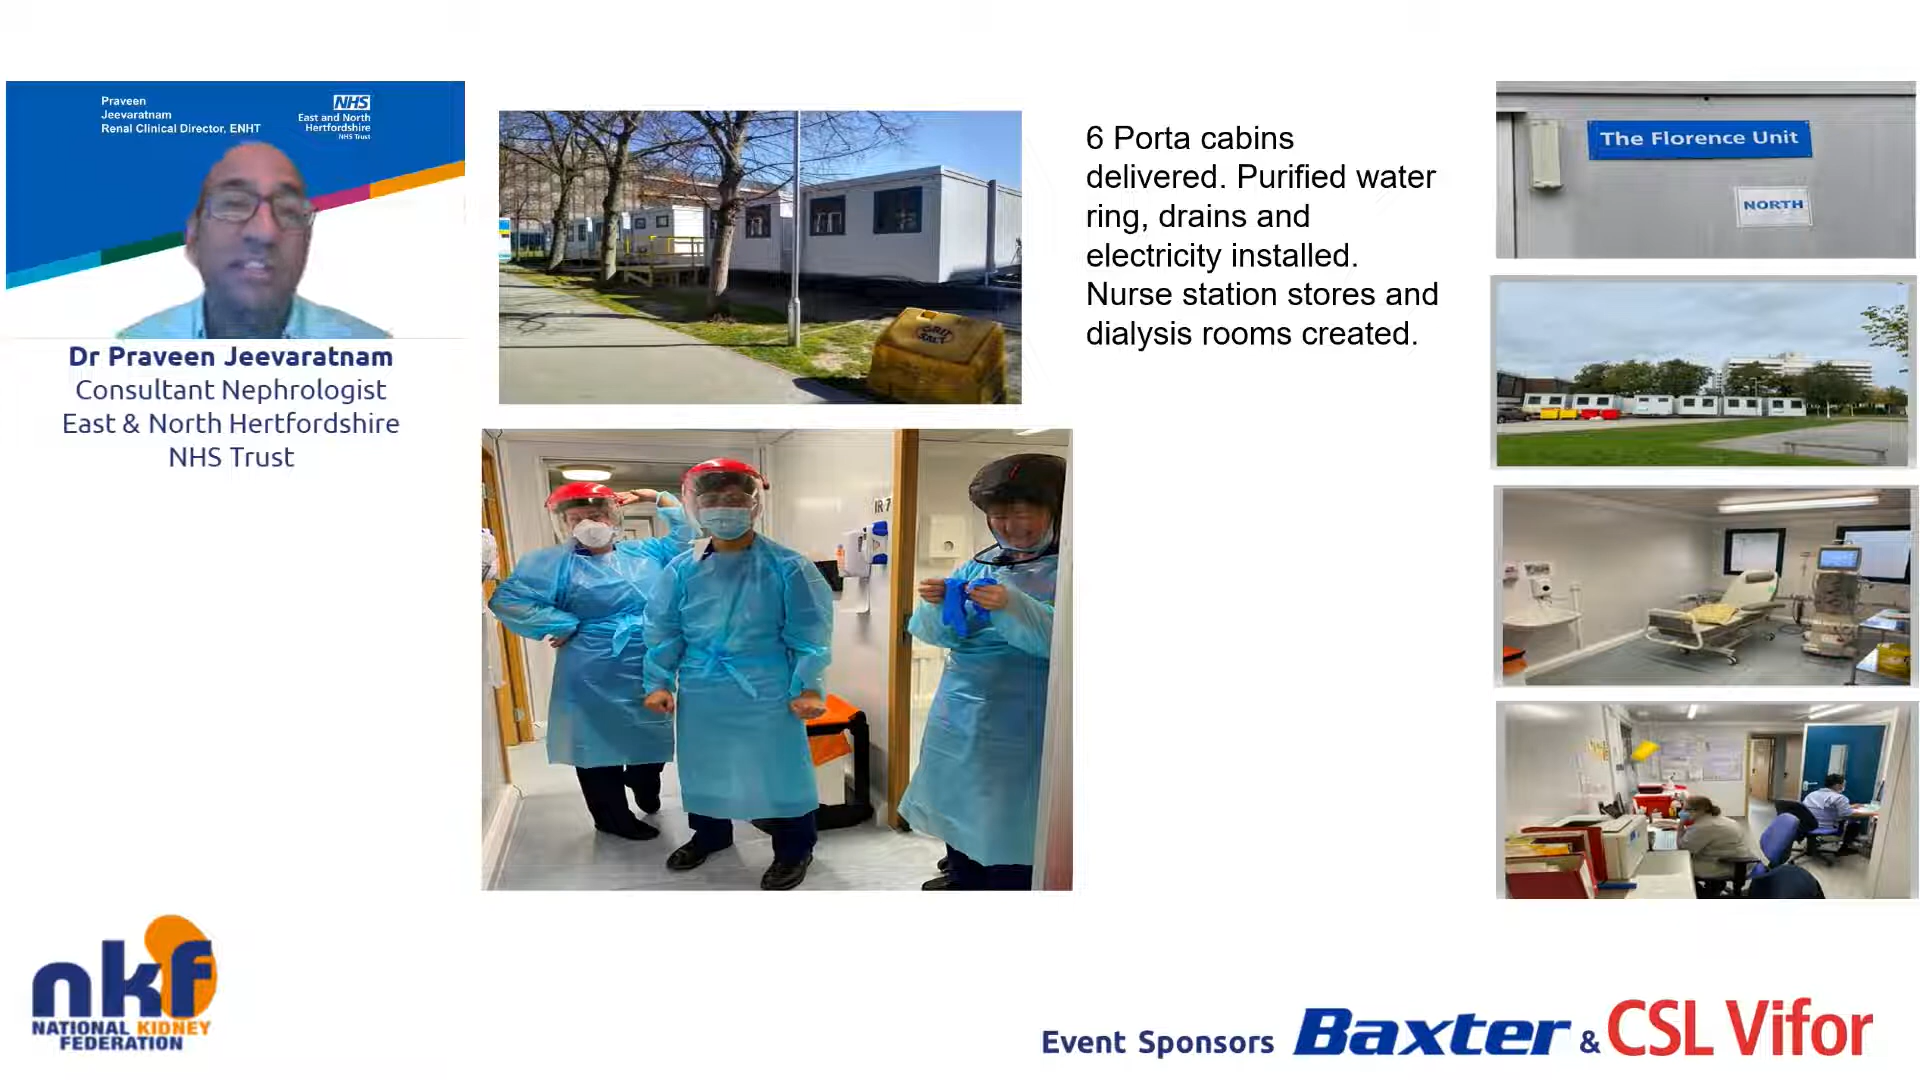 Praveen
Jeevaratnam
Renal Clinical Director, ENHT
NHS
East and North
Hertfordshire
NHS Trust
Dr Praveen Jeevaratnam
Consultant Nephrologist
East & North Hertfordshire
NHS Trust
GRIT
SALT
6 Porta cabins
delivered. Purified water
ring, drains and
electricity installed.
Nurse station stores and
dialysis rooms created.
The Florence Unit
NORTH
IR 7
nkf
NATIONAL KIDNEY
FEDERATION
Event Sponsors Baxter & CSL Vifor